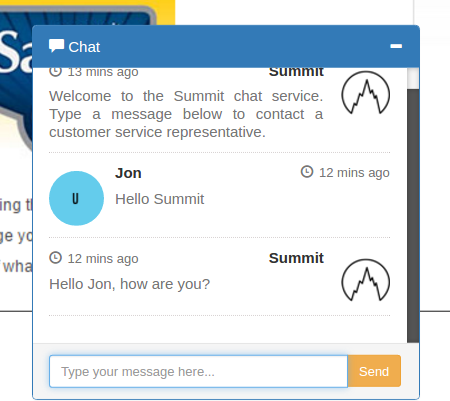 Sa
Chat
13 mins ago Summit
Welcome to the Summit chat service.
Type a message below to contact a
customer service representative.
Jon 12 mins ago
U
Hello Summit
12 mins ago Summit
Hello Jon, how are you?
ing t
ge yo
wha
Type your message here...
Send